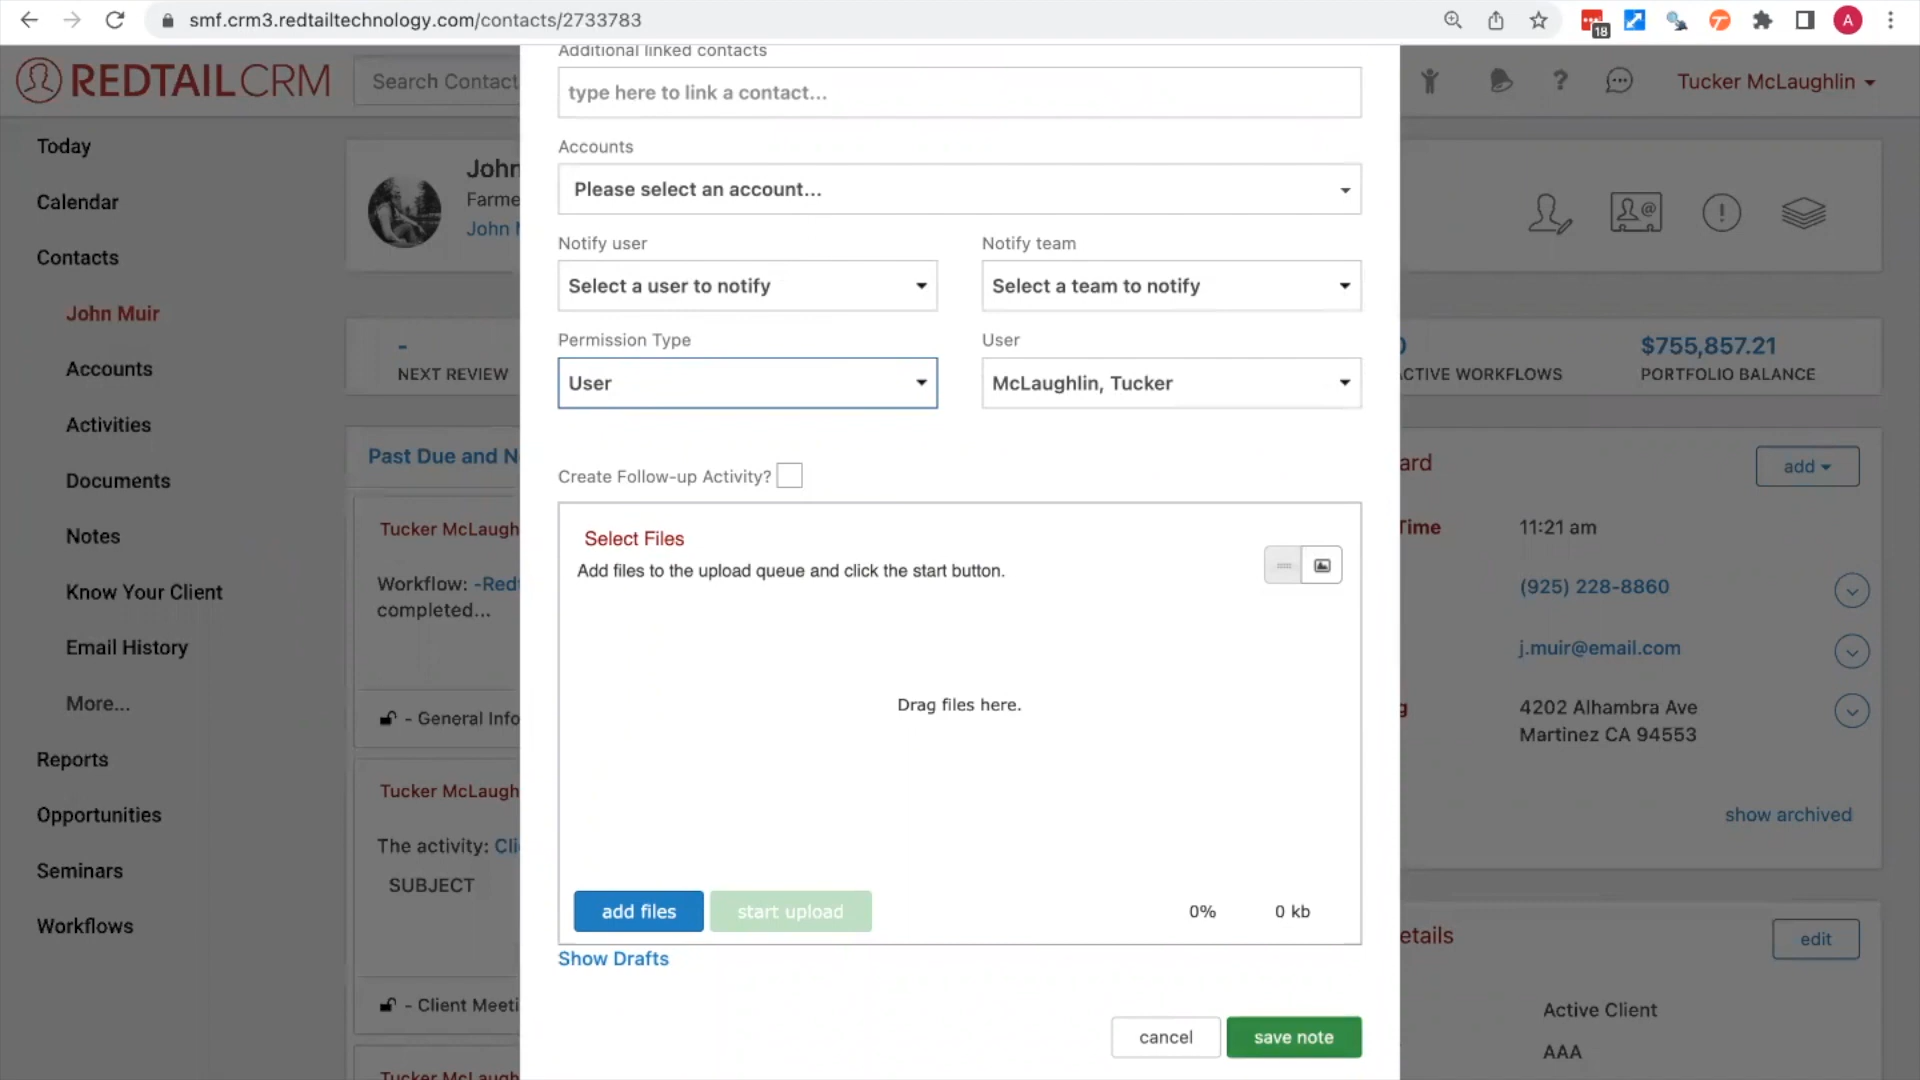 smf.crm3.redtailtechnology.com/contacts/2733783
18
A
REDTAILCRM
Search Contact
Tucker McLaughlin
Today
Calendar
Contacts
John Muir
Accounts
Activities
Documents
Notes
Know Your Client
Email History
More...
Reports
Opportunities
Seminars
Workflows
John
Farme
John
NEXT REVIEW
Past Due and N
Tucker McLaugh
Workflow: -Red
completed...
- General Info
Tucker McLaugh
The activity: Cli
SUBJECT
- Client Meeti
Tucker McLaugh
Additional linked contacts
type here to link a contact...
Accounts
Please select an account...
Notify user
Notify team
Select a user to notify
Select a team to notify
Permission Type
User
User
McLaughlin, Tucker
Create Follow-up Activity?
Select Files
Add files to the upload queue and click the start button.
Drag files here.
add files
start upload
0%
0 kb
Show Drafts
cancel
save note
CTIVE WORKFLOWS
$755,857.21
PORTFOLIO BALANCE
ard
add
Time
11:21 am
(925) 228-8860
j.muir@email.com
g
4202 Alhambra Ave
Martinez CA 94553
show archived
etails
edit
Active Client
AAA